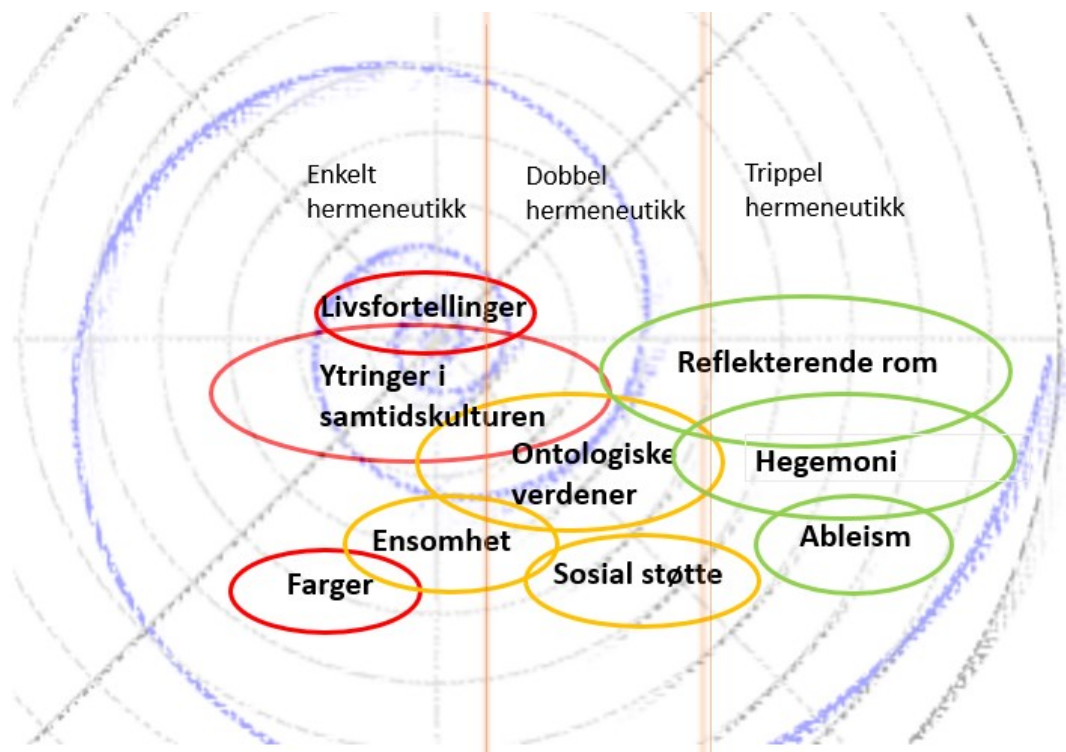 Enkelt
hermeneutikk
Dobbel
hermeneutikk
Trippel
hermeneutikk
Livsfortellinger
Ytringer i
samtidskulturen
Reflekterende rom
Ontologiske
verdener
Hegemoni
Ensomhet
Ableism
Farger
Sosial støtte